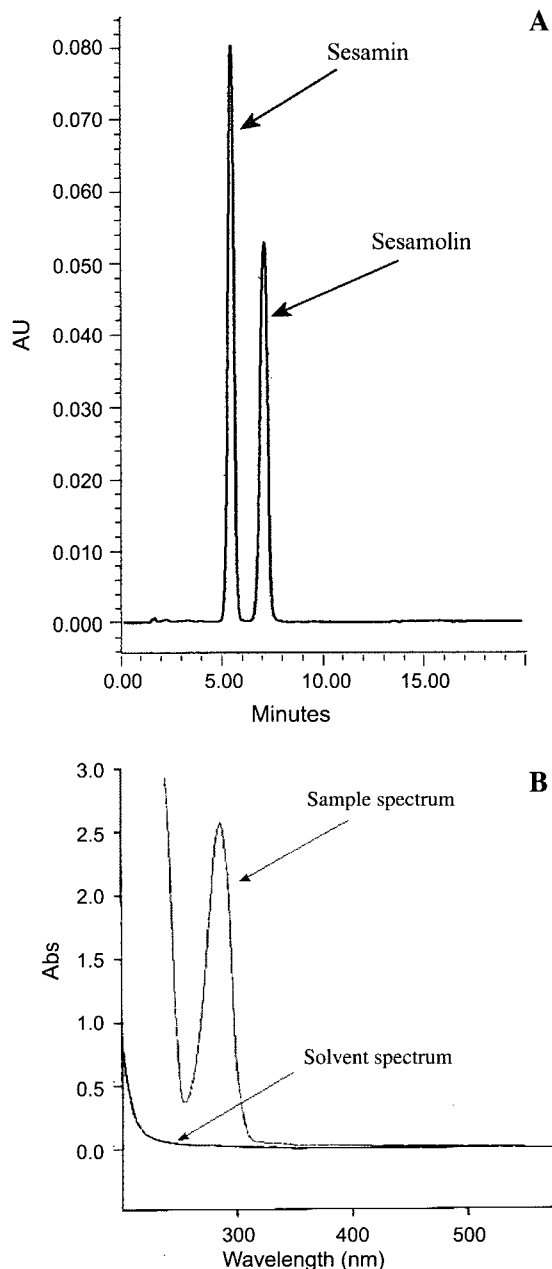 A
0.080
Sesamin
0.070
0.060
Sesamolin
0.050
AU
0.040
0.030
0.020
0.010
0.000
0.00 5.00 10.00 15.00
Minutes
B
3.0
Sample spectrum
2.5
2.0
Abs
1.5
1.0
Solvent spectrum
0.5
0.0
300 400 500
Wavelength (nm)